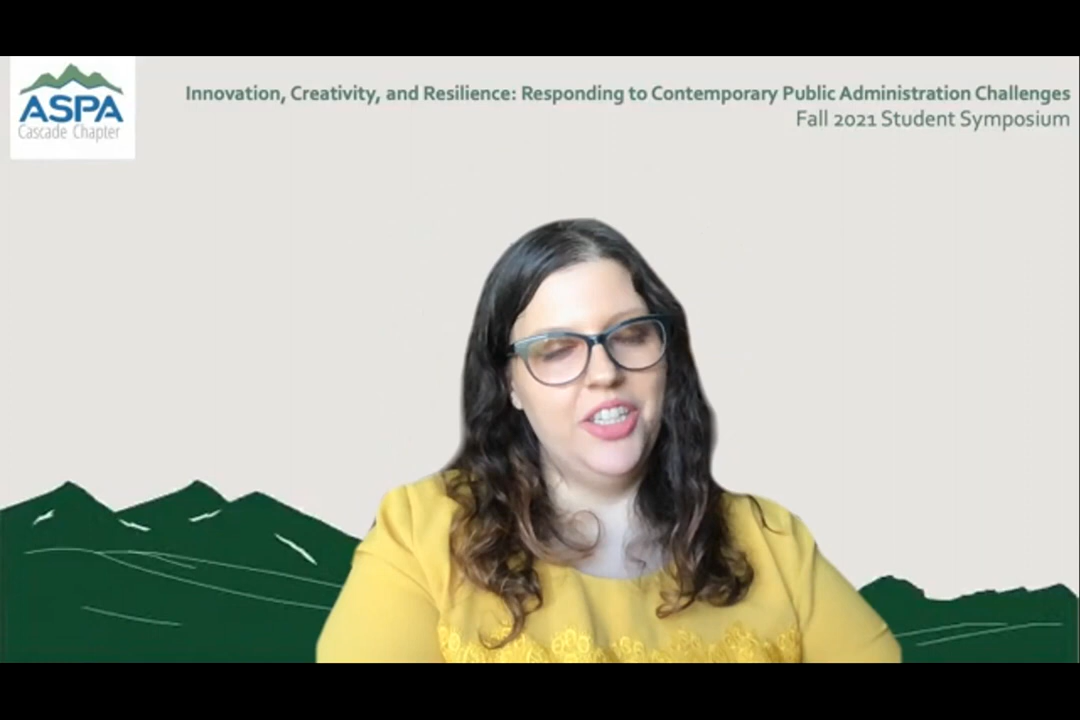 ASPA
Cascade Chapter
Innovation, Creativity, and Resilience: Responding to Contemporary Public Administration Challenges
Fall 2021 Student Symposium